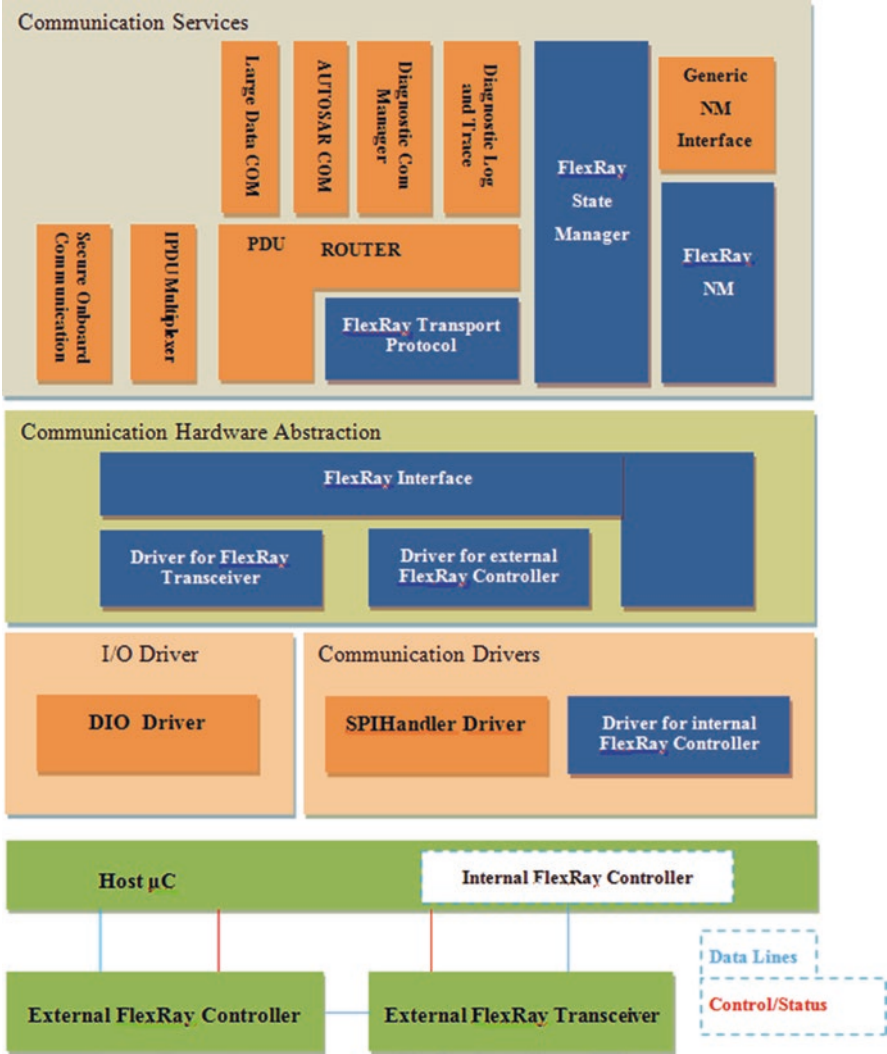 Communication Services
Large Data COM
AUTOSAR COM
Diagnostic Com
Manager
Diagnostic Log
and Trace
FlexRay
State
Manager
Generic
NM
Interface
Secure Onboard
Communication
IPDU Multiplexer
PDU
ROUTER
FlexRay Transport
Protocol
FlexRay
NM
Communication Hardware Abstraction
FlexRay Interface
Driver for FlexRay
Transceiver
Driver for external
FlexRay Controller
I/O Driver
DIO Driver
Communication Drivers
SPIHandler Driver
Driver for internal
FlexRay Controller
Host µC
Internal FlexRay Controller
External FlexRay Controller
External FlexRay Transceiver
Data Lines
Control/Status